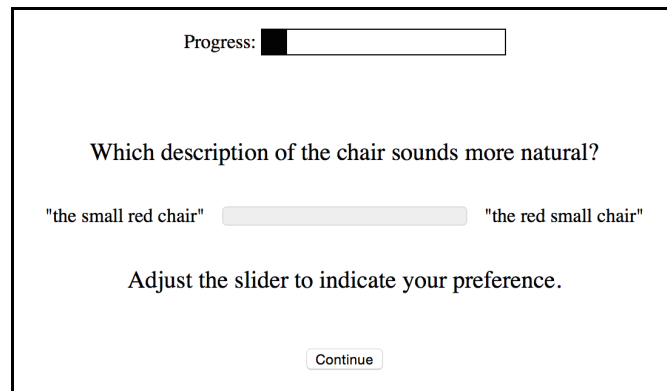 Progress:
Which description of the chair sounds more natural?
"the small red chair" "the red small chair"
Adjust the slider to indicate your preference.
Continue